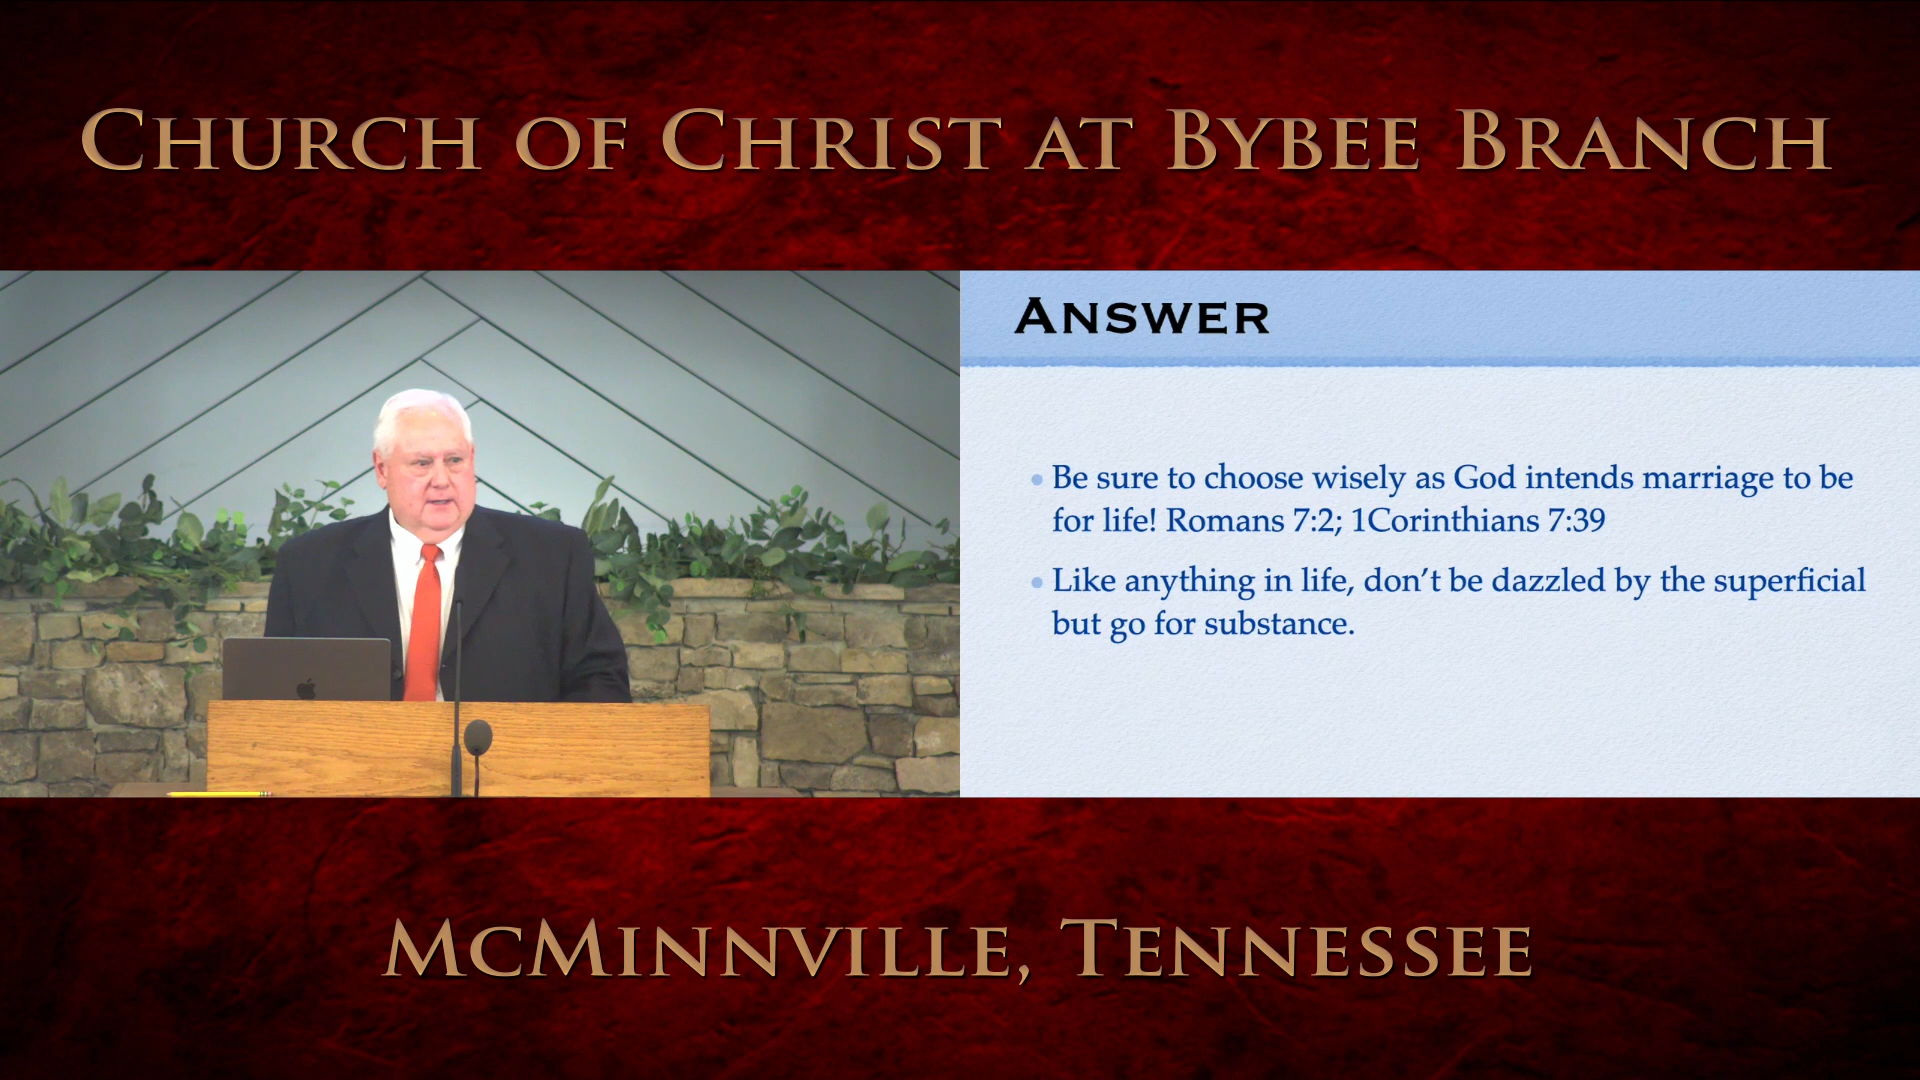 Church of Christ at Bybee Branch
Answer
• Be sure to choose wisely as God intends marriage to be
for life! Romans 7:2; 1Corinthians 7:39
• Like anything in life, don't be dazzled by the superficial
but go for substance.
McMinnville, Tennessee